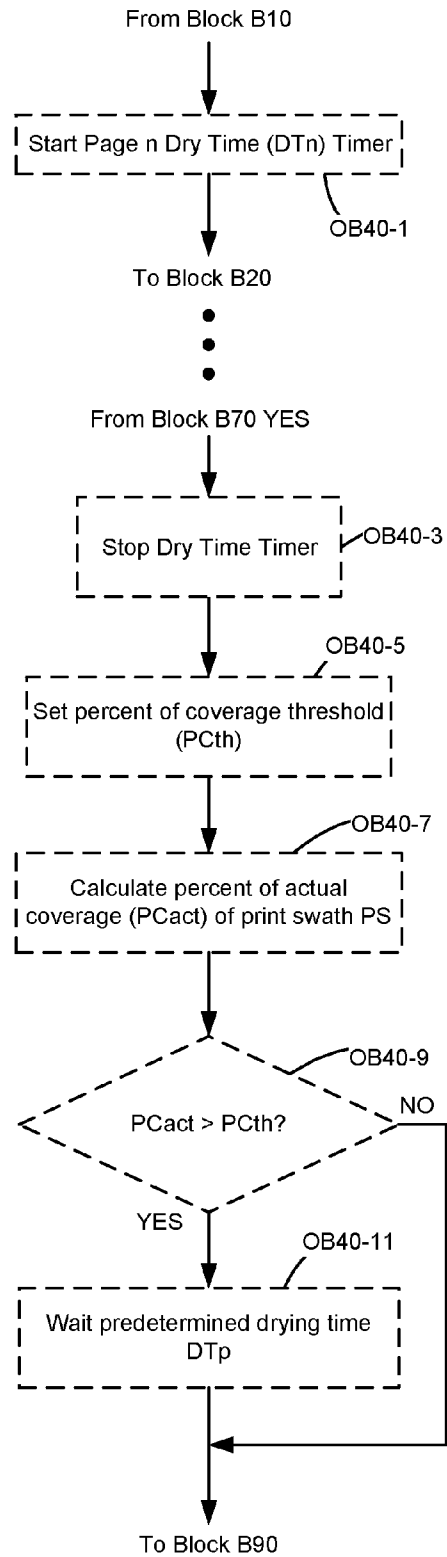 From Block B10
Start Page n Dry Time (DTn) Timer
OB40-1
To Block B20
From Block B70 YES
Stop Dry Time Timer
OB40-3
OB40-5
Set percent of coverage threshold
(PCth)
OB40-7
Calculate percent of actual
coverage (PCact) of print swath PS
OB40-9
PCact > PCth?
NO
YES
OB40-11
Wait predetermined drying time
DTp
To Block B90